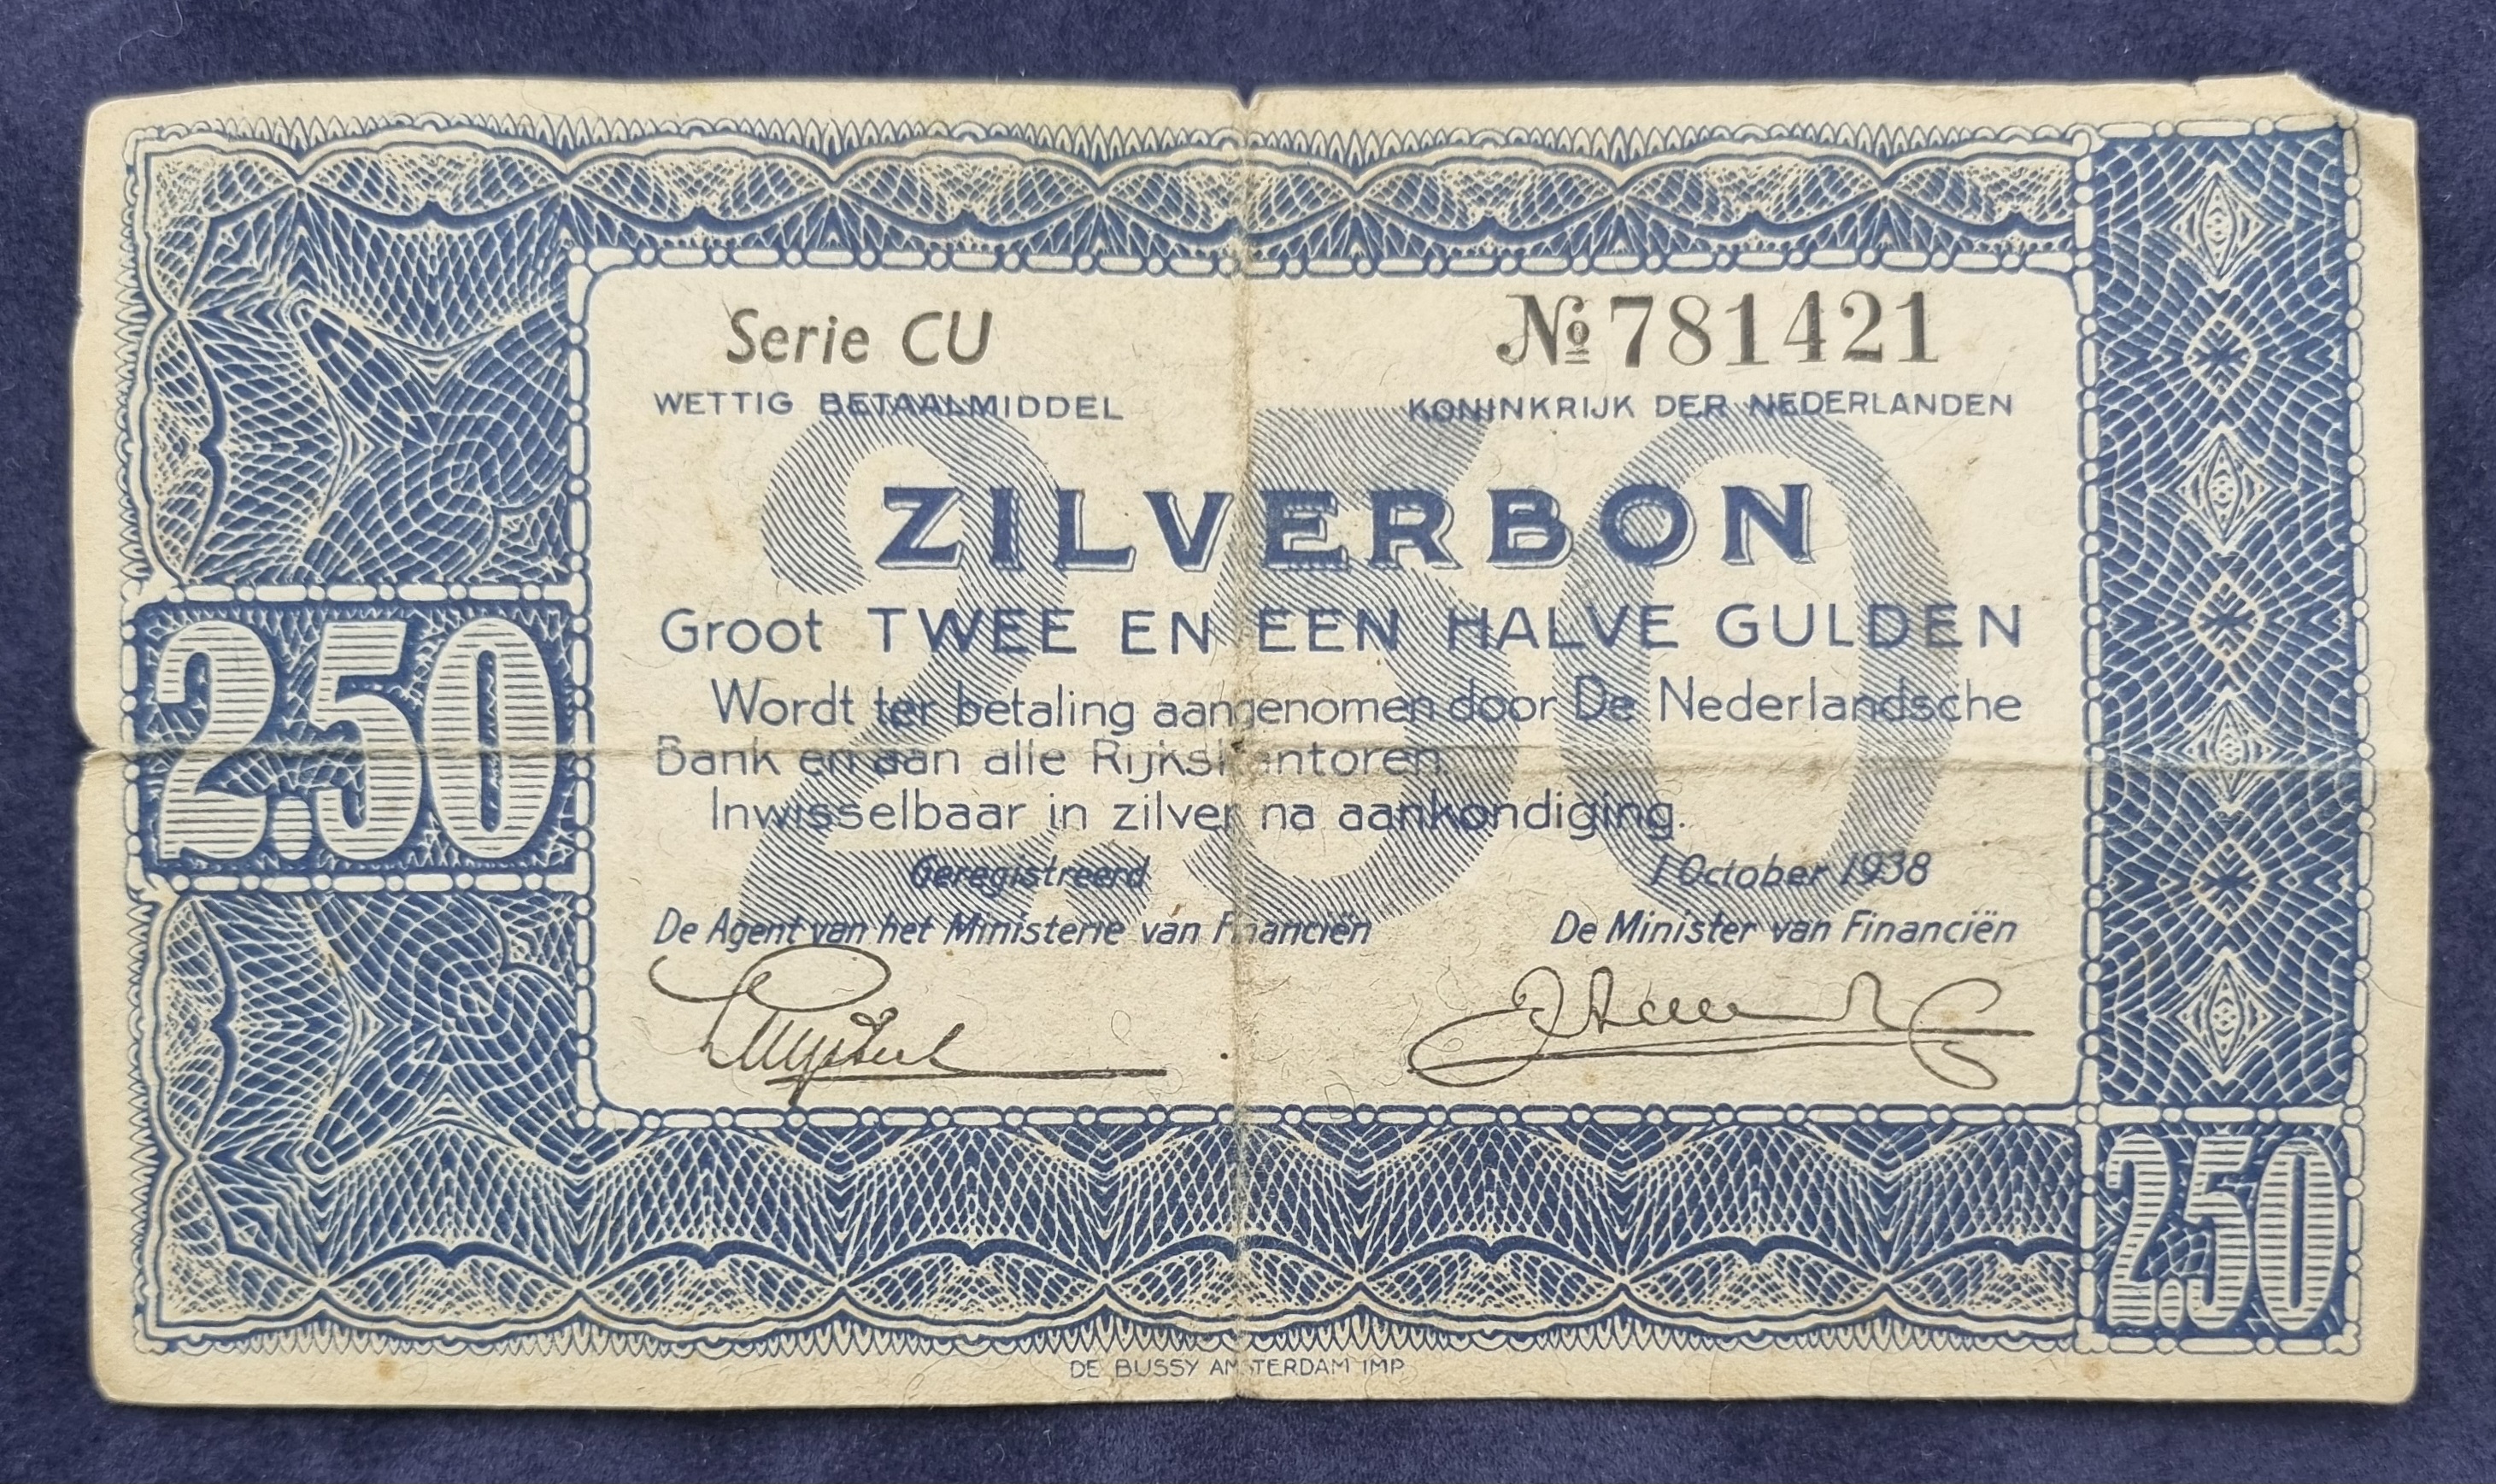 Serie CU № 781421
WETTIG BETAALMIDDEL KONINKRIJK DER NEDERLANDEN
2.50
ZILVERBON
Groot TWEE EN EEN HALVE GULDEN
2.50
Wordt ter betaling aangenomen door De Nederlandsche
Bank en aan alle Rijkskantoren.
Inwisselbaar in zilver na aankondiging.
Geregistreerd 1 October 1938
De Agent van het Ministerie van Financiën De Minister van Financiën
2.50
DE BUSSY AMSTERDAM IMP.